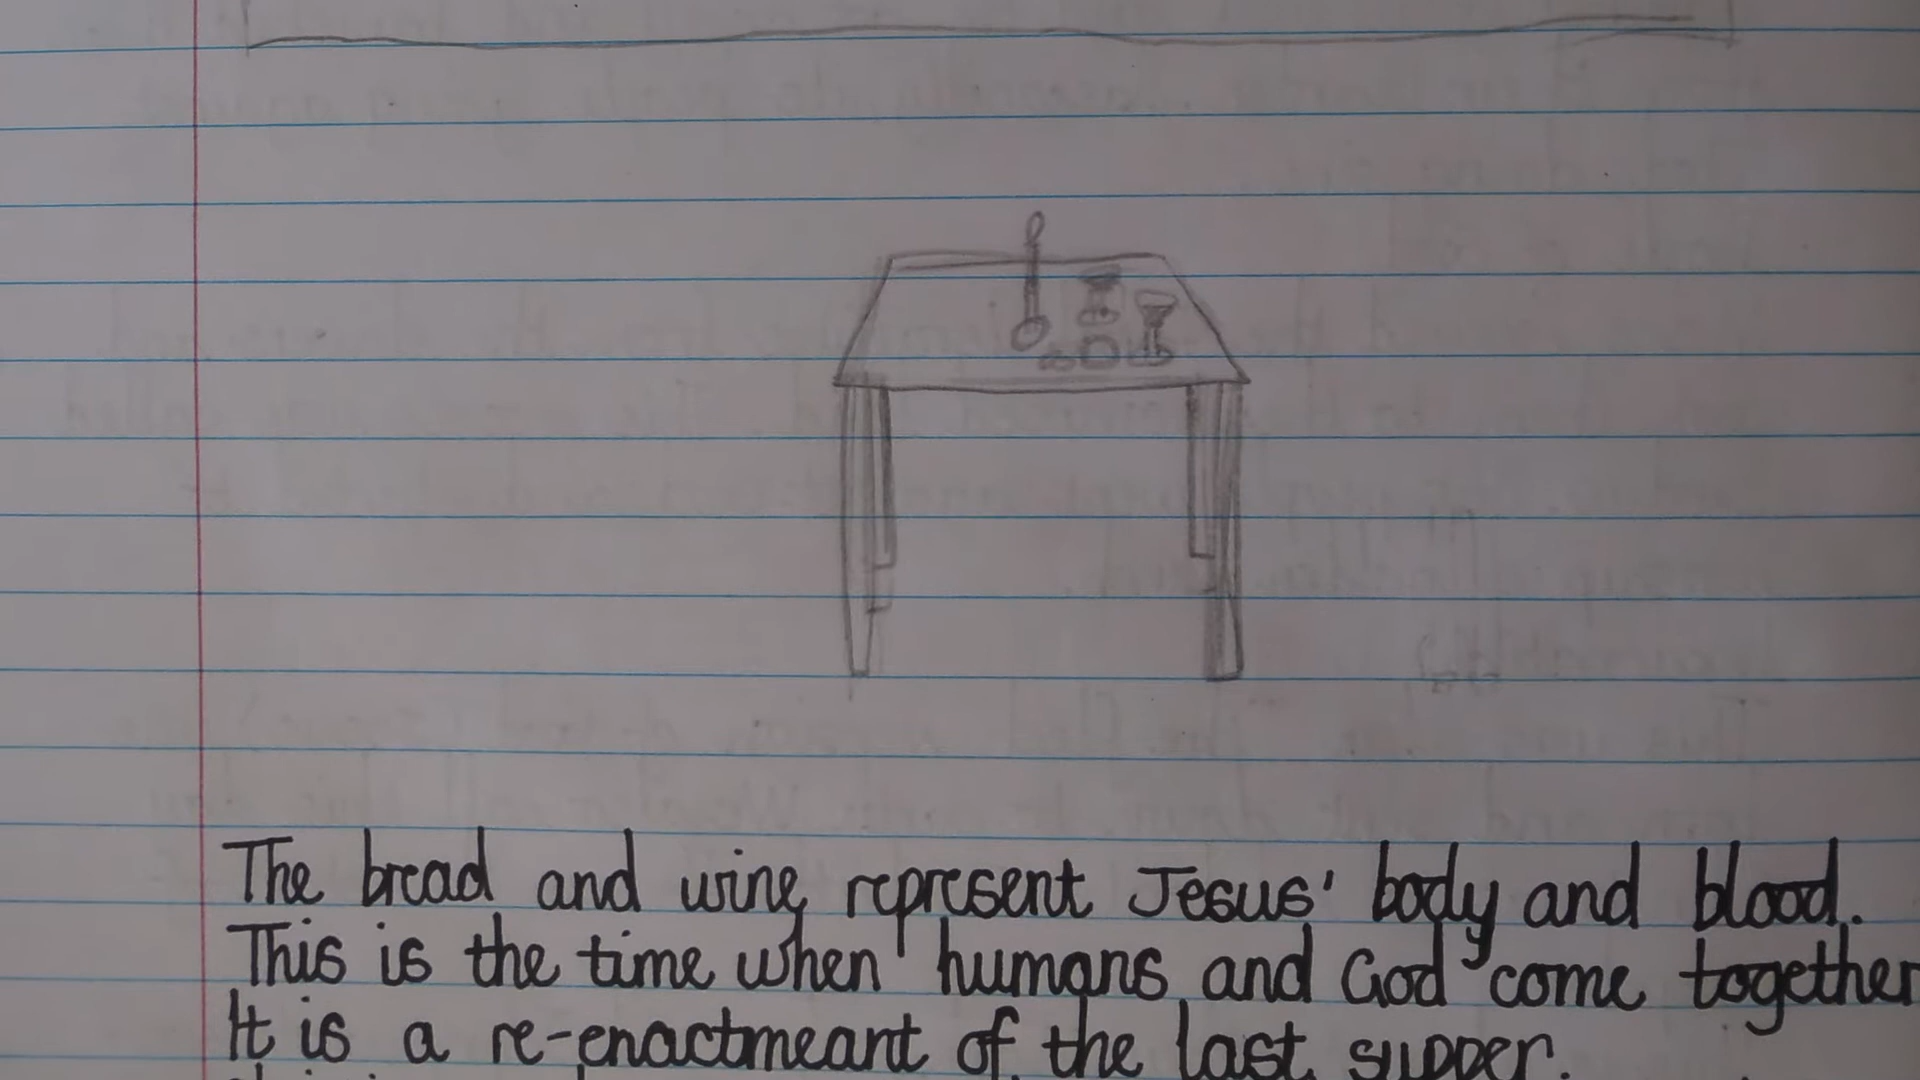 The bread and wine represent Jesus' body and blood.
This is the time when humans and God come together
It is a re-enactmeant of the last supper.